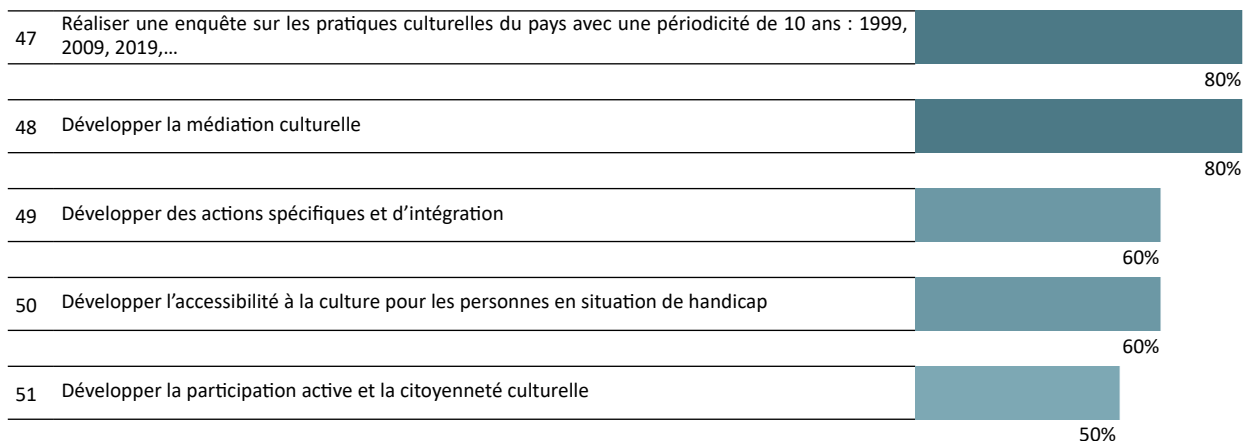 47 Réaliser une enquête sur les pratiques culturelles du pays avec une périodicité de 10 ans : 1999,
2009, 2019,...
80%
48 Développer la médiation culturelle
80%
49 Développer des actions spécifiques et d’intégration
60%
50 Développer l’accessibilité à la culture pour les personnes en situation de handicap
60%
51 Développer la participation active et la citoyenneté culturelle
50%